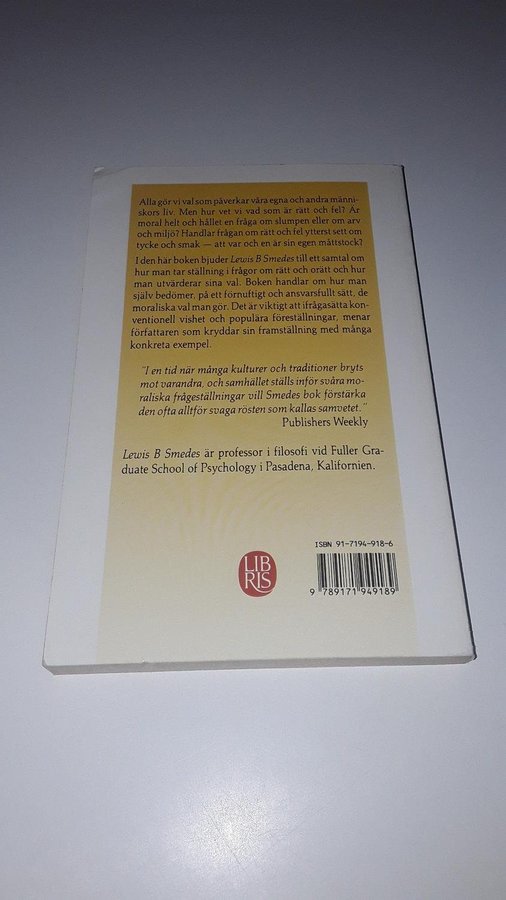 Alla gör vi val som påverkar våra egna och andra männi-
skors liv. Men hur vet vi vad som är rätt och fel? Är
moral helt och hållet en fråga om slumpen eller om arv
och miljö? Handlar frågan om rätt och fel ytterst sett om
tycke och smak — att var och en är sin egen måttstock?
I den här boken bjuder Lewis B Smedes till ett samtal om
hur man tar ställning i frågor om rätt och orätt och hur
man utvärderar sina val. Boken handlar om hur man
själv bedömer, på ett förnuftigt och ansvarsfullt sätt, de
moraliska val man gör. Det är viktigt att ifrågasätta kon-
ventionell vishet och populära föreställningar, menar
författaren som kryddar sin framställning med många
konkreta exempel.
"I en tid när många kulturer och traditioner bryts
mot varandra, och samhället ställs inför svåra mo-
raliska frågeställningar vill Smedes bok förstärka
den ofta alltför svaga rösten som kallas samvetet."
Publishers Weekly
Lewis B Smedes är professor i filosofi vid Fuller Gra-
duate School of Psychology i Pasadena, Kalifornien.
ISBN 91-7194-918-6
LIB
RIS
9 789171 949189